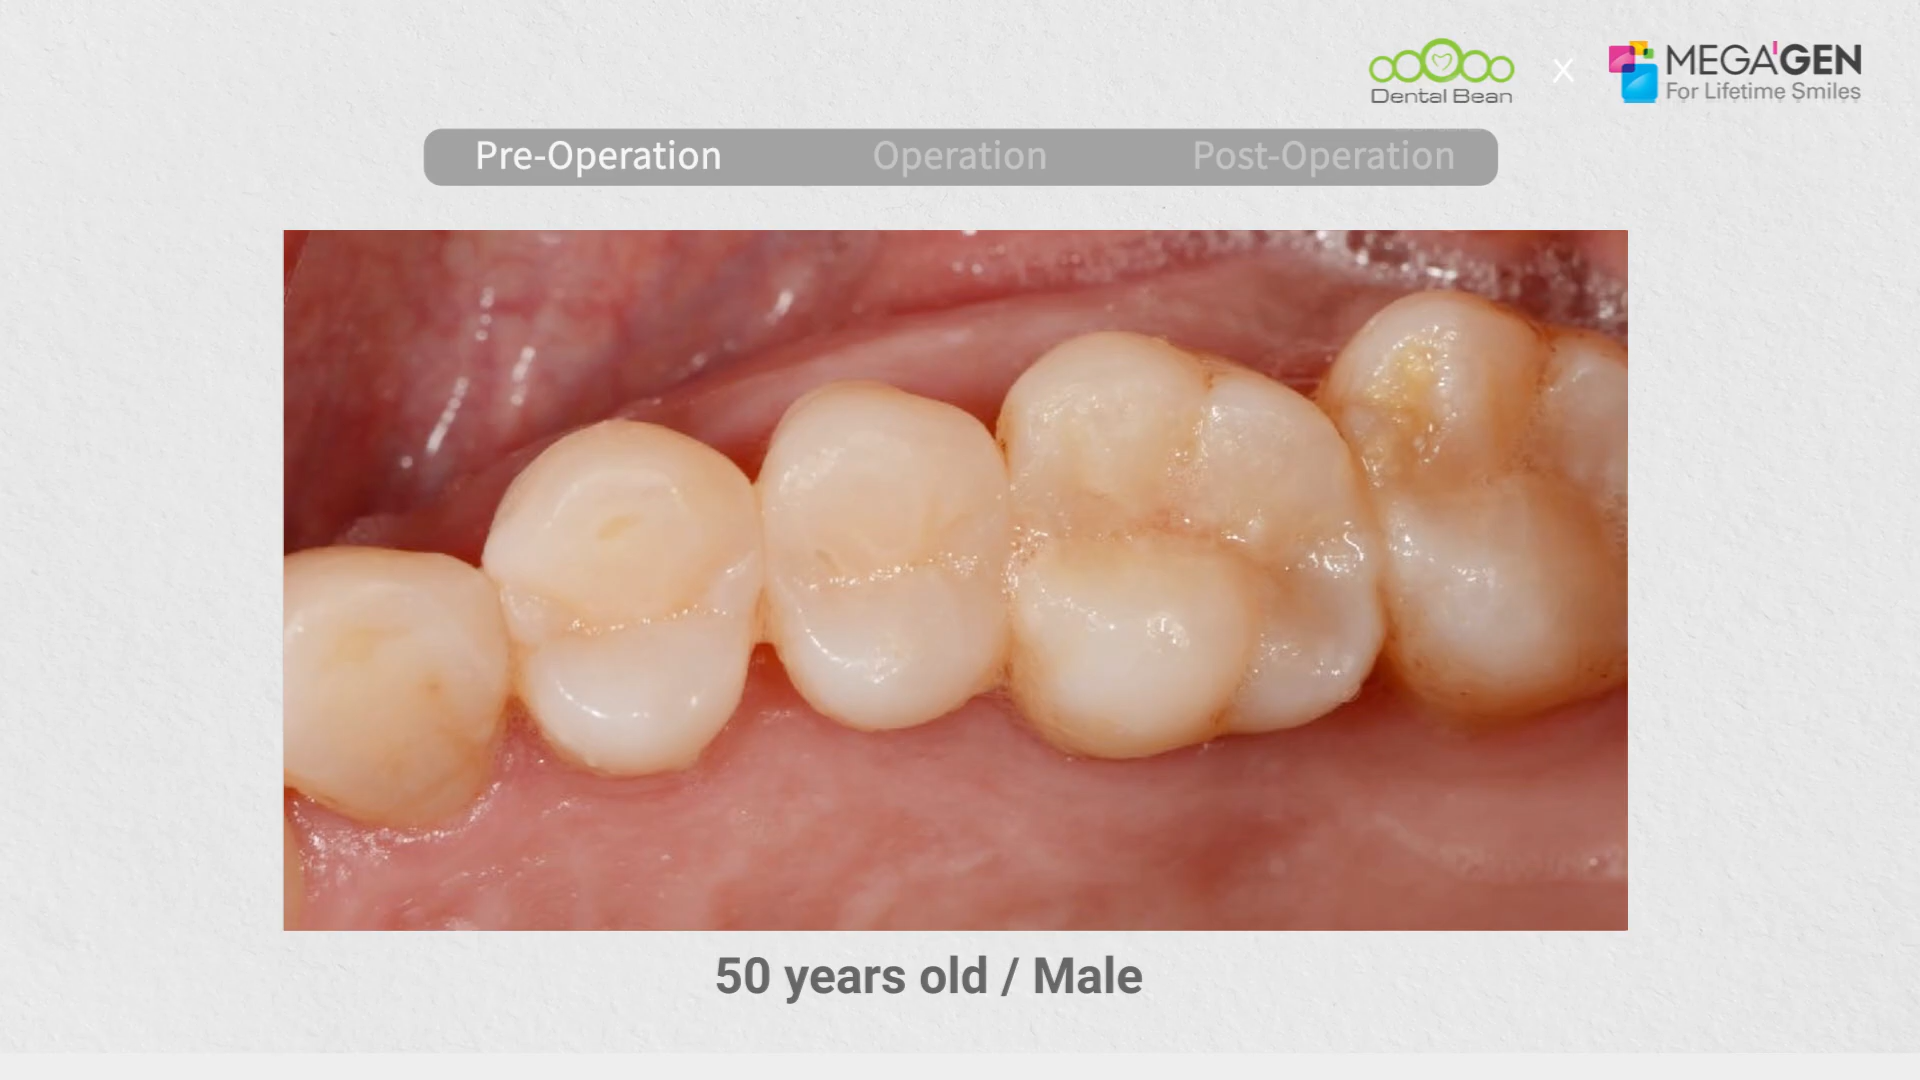 Dental Bean
X
MEGA'GEN
For Lifetime Smiles
Pre-Operation
Operation
Post-Operation
50 years old / Male